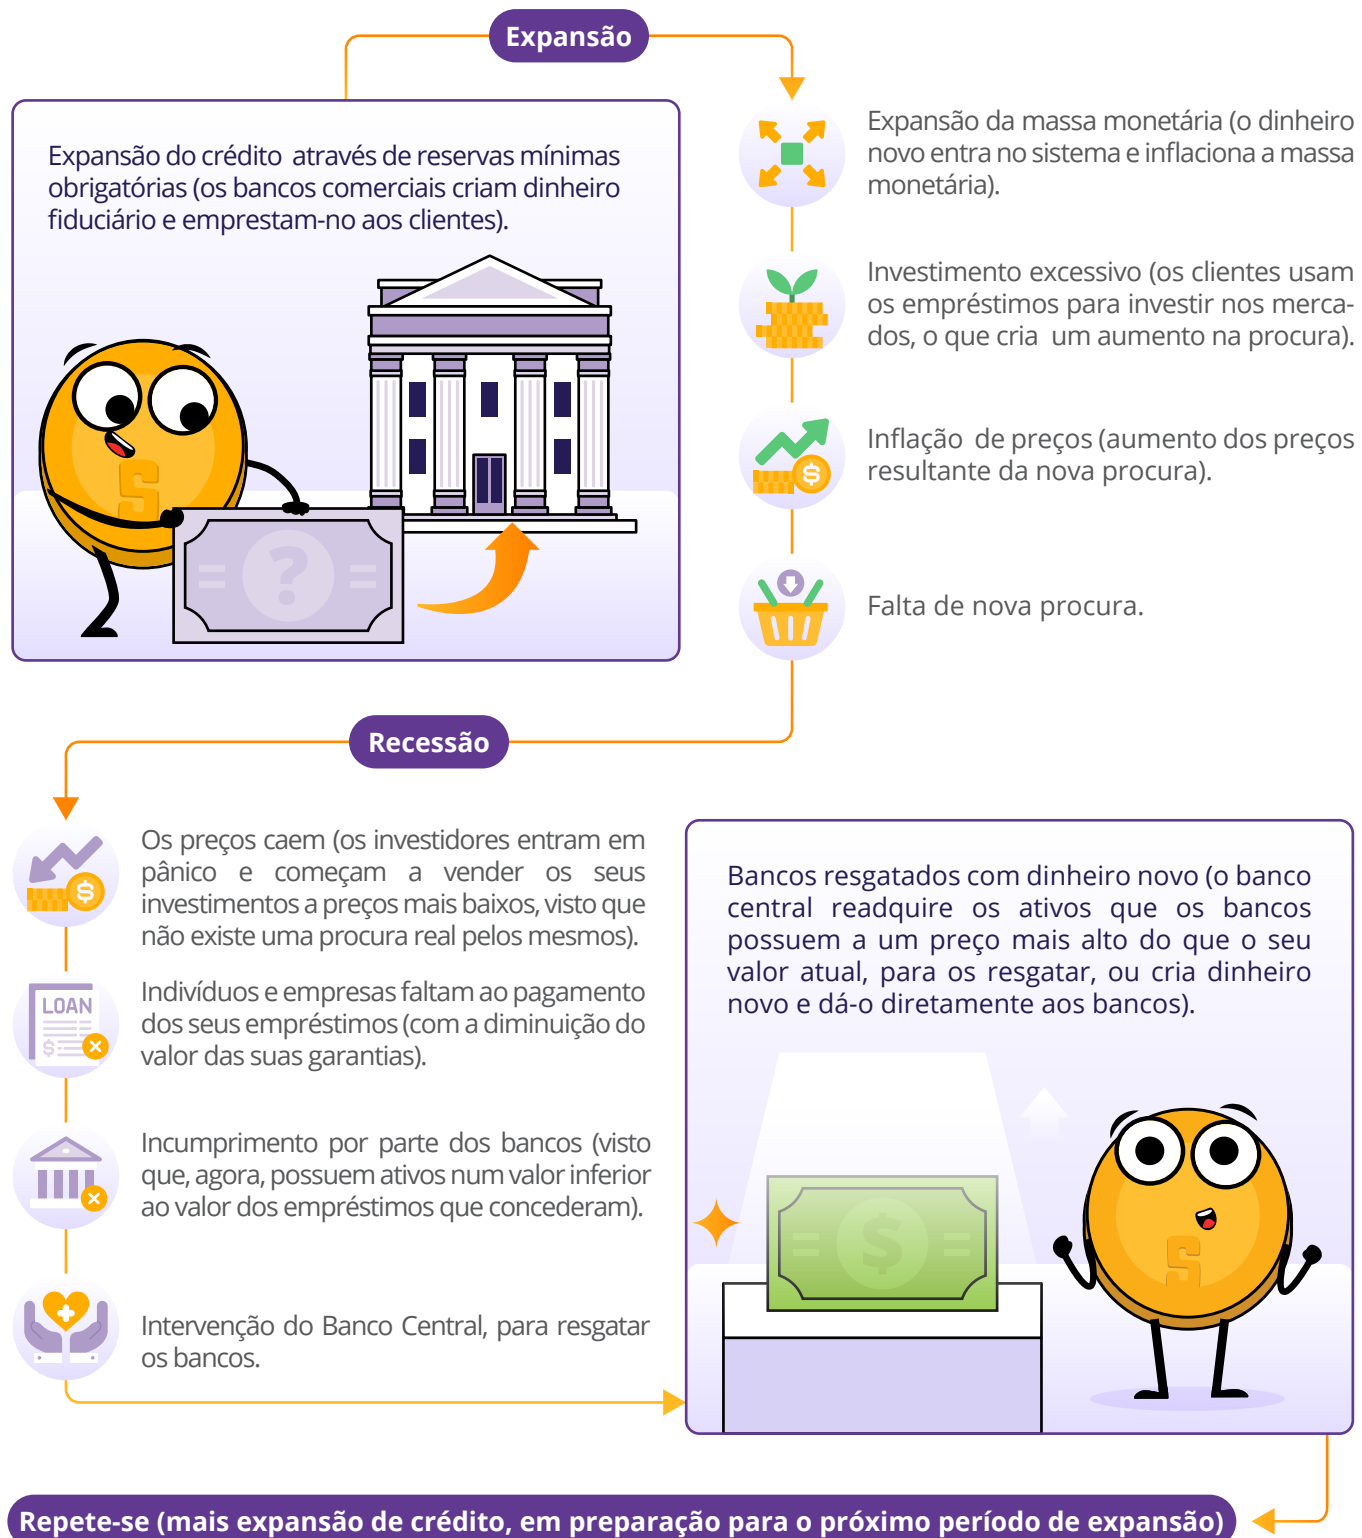 Expansão
Expansão do crédito através de reservas mínimas
obrigatórias (os bancos comerciais criam dinheiro
fiduciário e emprestam-no aos clientes).
S
?
Expansão da massa monetária (o dinheiro
novo entra no sistema e inflaciona a massa
monetária).
Investimento excessivo (os clientes usam
os empréstimos para investir nos merca-
dos, o que cria um aumento na procura).
$
Inflação de preços (aumento dos preços
resultante da nova procura).
Falta de nova procura.
Recessão
$
Os preços caem (os investidores entram em
pânico e começam a vender os seus
investimentos a preços mais baixos, visto que
não existe uma procura real pelos mesmos).
LOAN
$
Indivíduos e empresas faltam ao pagamento
dos seus empréstimos (com a diminuição do
valor das suas garantias).
Incumprimento por parte dos bancos (visto
que, agora, possuem ativos num valor inferior
ao valor dos empréstimos que concederam).
Intervenção do Banco Central, para resgatar
os bancos.
Bancos resgatados com dinheiro novo (o banco
central readquire os ativos que os bancos
possuem a um preço mais alto do que o seu
valor atual, para os resgatar, ou cria dinheiro
novo e dá-o diretamente aos bancos).
$
S
Repete-se (mais expansão de crédito, em preparação para o próximo período de expansão)